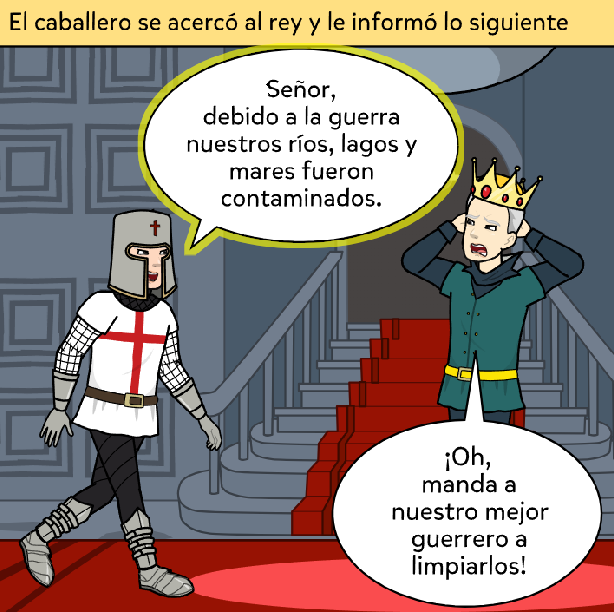 El caballero se acercó al rey y le informó lo siguiente
Señor,
debido a la guerra
nuestros ríos, lagos y
mares fueron
contaminados.
¡Oh,
manda a
nuestro mejor
guerrero a
limpiarlos!